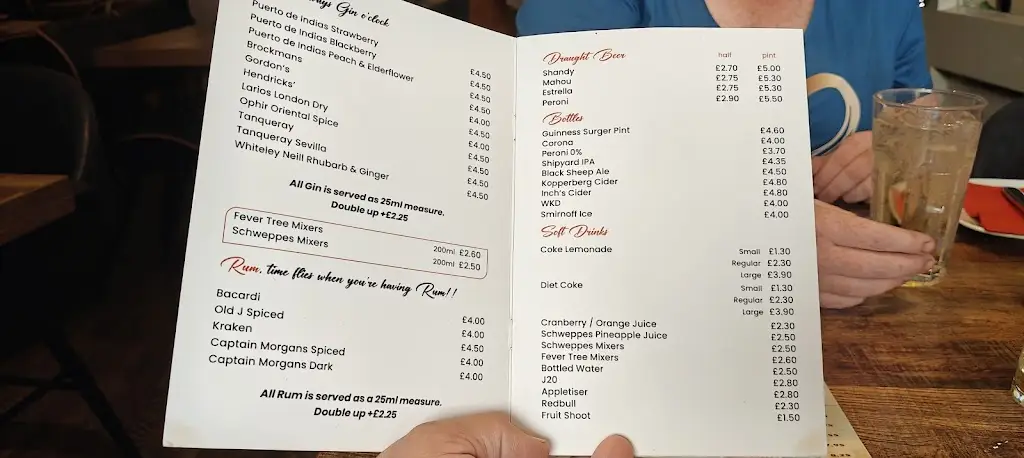 Gin o'clock
Puerto de Indias Strawberry £4.50
Puerto de Indias Blackberry £4.50
Puerto de Indias Peach & Elderflower £4.50
Brockmans £4.50
Gordon's £4.00
Hendricks' £4.50
Larios London Dry £4.00
Ophir Oriental Spice £4.50
Tanqueray £4.50
Tanqueray Sevilla £4.50
Whiteley Neill Rhubarb & Ginger £4.50
All Gin is served as 25ml measure.
Double up +£2.25
Fever Tree Mixers 200ml £2.60
Schweppes Mixers 200ml £2.50
Rum, time flies when you're having Rum!!
Bacardi £4.00
Old J Spiced £4.00
Kraken £4.50
Captain Morgans Spiced £4.00
Captain Morgans Dark £4.00
All Rum is served as a 25ml measure.
Double up +£2.25
Draught Beer half pint
Shandy £2.70 £5.00
Mahou £2.75 £5.30
Estrella £2.75 £5.30
Peroni £2.90 £5.50
Bottles
Guinness Surger Pint £4.60
Corona £4.00
Perani 0% £3.70
Shipyard IPA £4.35
Black Sheep Ale £4.50
Kopperberg Cider £4.80
Inch's Cider £4.80
WKD £4.00
Smirnoff Ice £4.00
Soft Drinks
Coke Lemonade Small £1.30
Regular £2.30
Large £3.90
Diet Coke Small £1.30
Regular £2.30
Large £3.90
Cranberry / Orange Juice £2.30
Schweppes Pineapple Juice £2.50
Schweppes Mixers £2.50
Fever Tree Mixers £2.60
Bottled Water £2.50
J20 £2.80
Appletiser £2.80
Redbull £2.30
Fruit Shoot £1.50